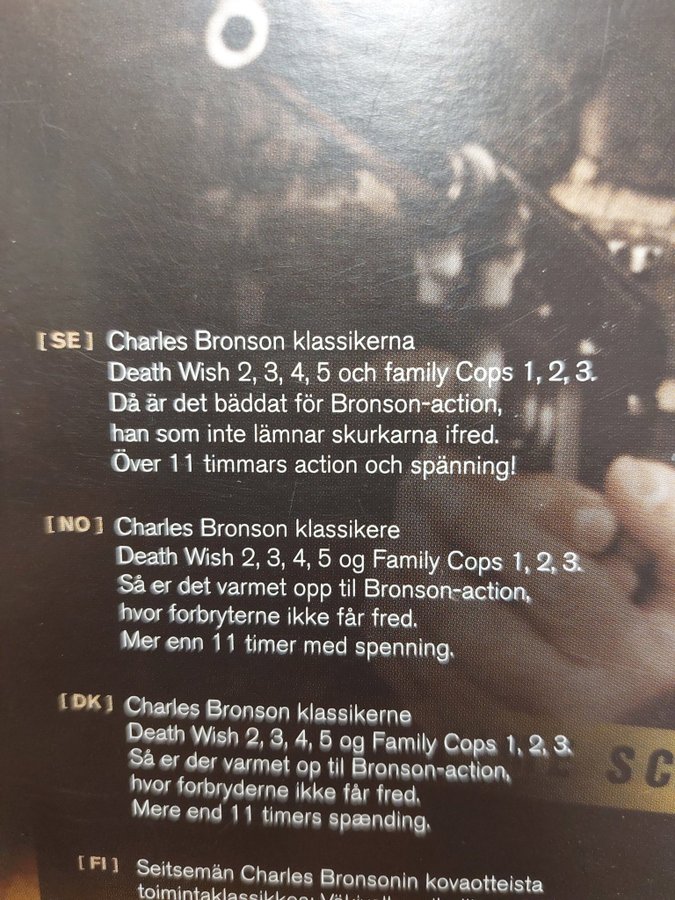 [SE] Charles Bronson klassikerna
Death Wish 2, 3, 4, 5 och family Cops 1, 2, 3.
Då är det bäddat för Bronson-action,
han som inte lämnar skurkarna ifred.
Över 11 timmars action och spänning!
[NO] Charles Bronson klassikere
Death Wish 2, 3, 4, 5 og Family Cops 1, 2, 3.
Så er det varmet opp til Bronson-action,
hvor forbryterne ikke får fred.
Mer enn 11 timer med spenning.
[DK] Charles Bronson klassikerne
Death Wish 2, 3, 4, 5 og Family Cops 1, 2, 3.
Så er der varmet op til Bronson-action,
hvor forbryderne ikke får fred.
Mere end 11 timers spænding.
SC
[FI] Seitsemän Charles Bronsonin kovaotteista